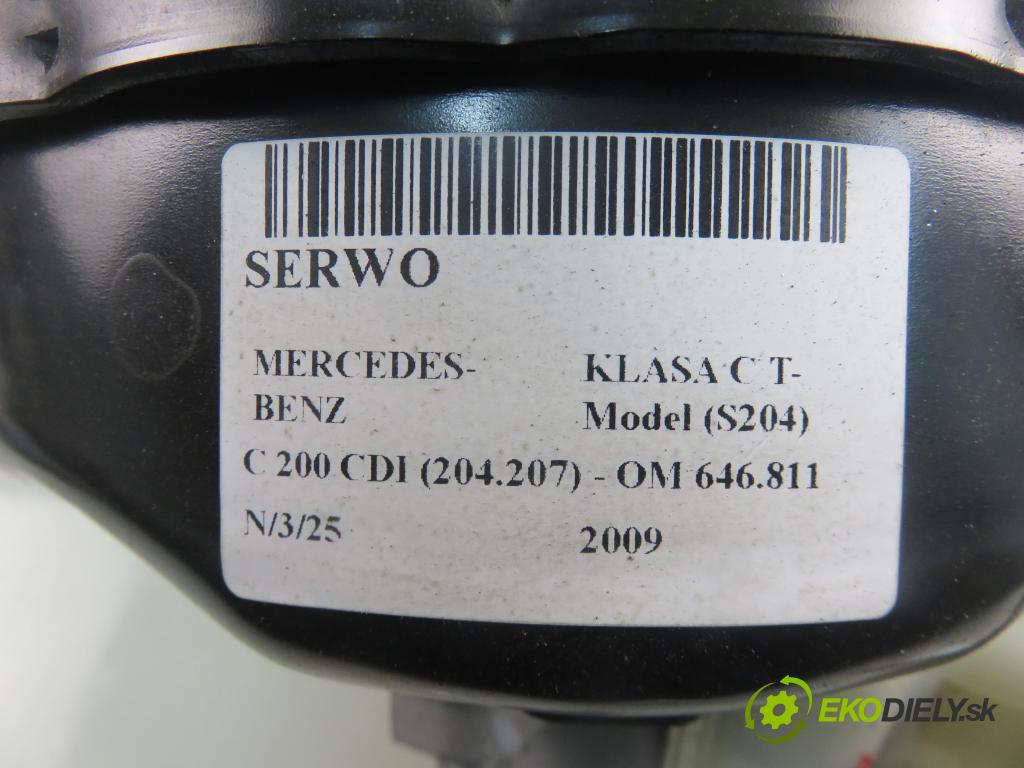 SERWO
MERCEDES-
BENZ
KLASA C T-
Model (S204)
C 200 CDI (204.207) - OM 646.811
N/3/25
2009
EKODIELY.sk